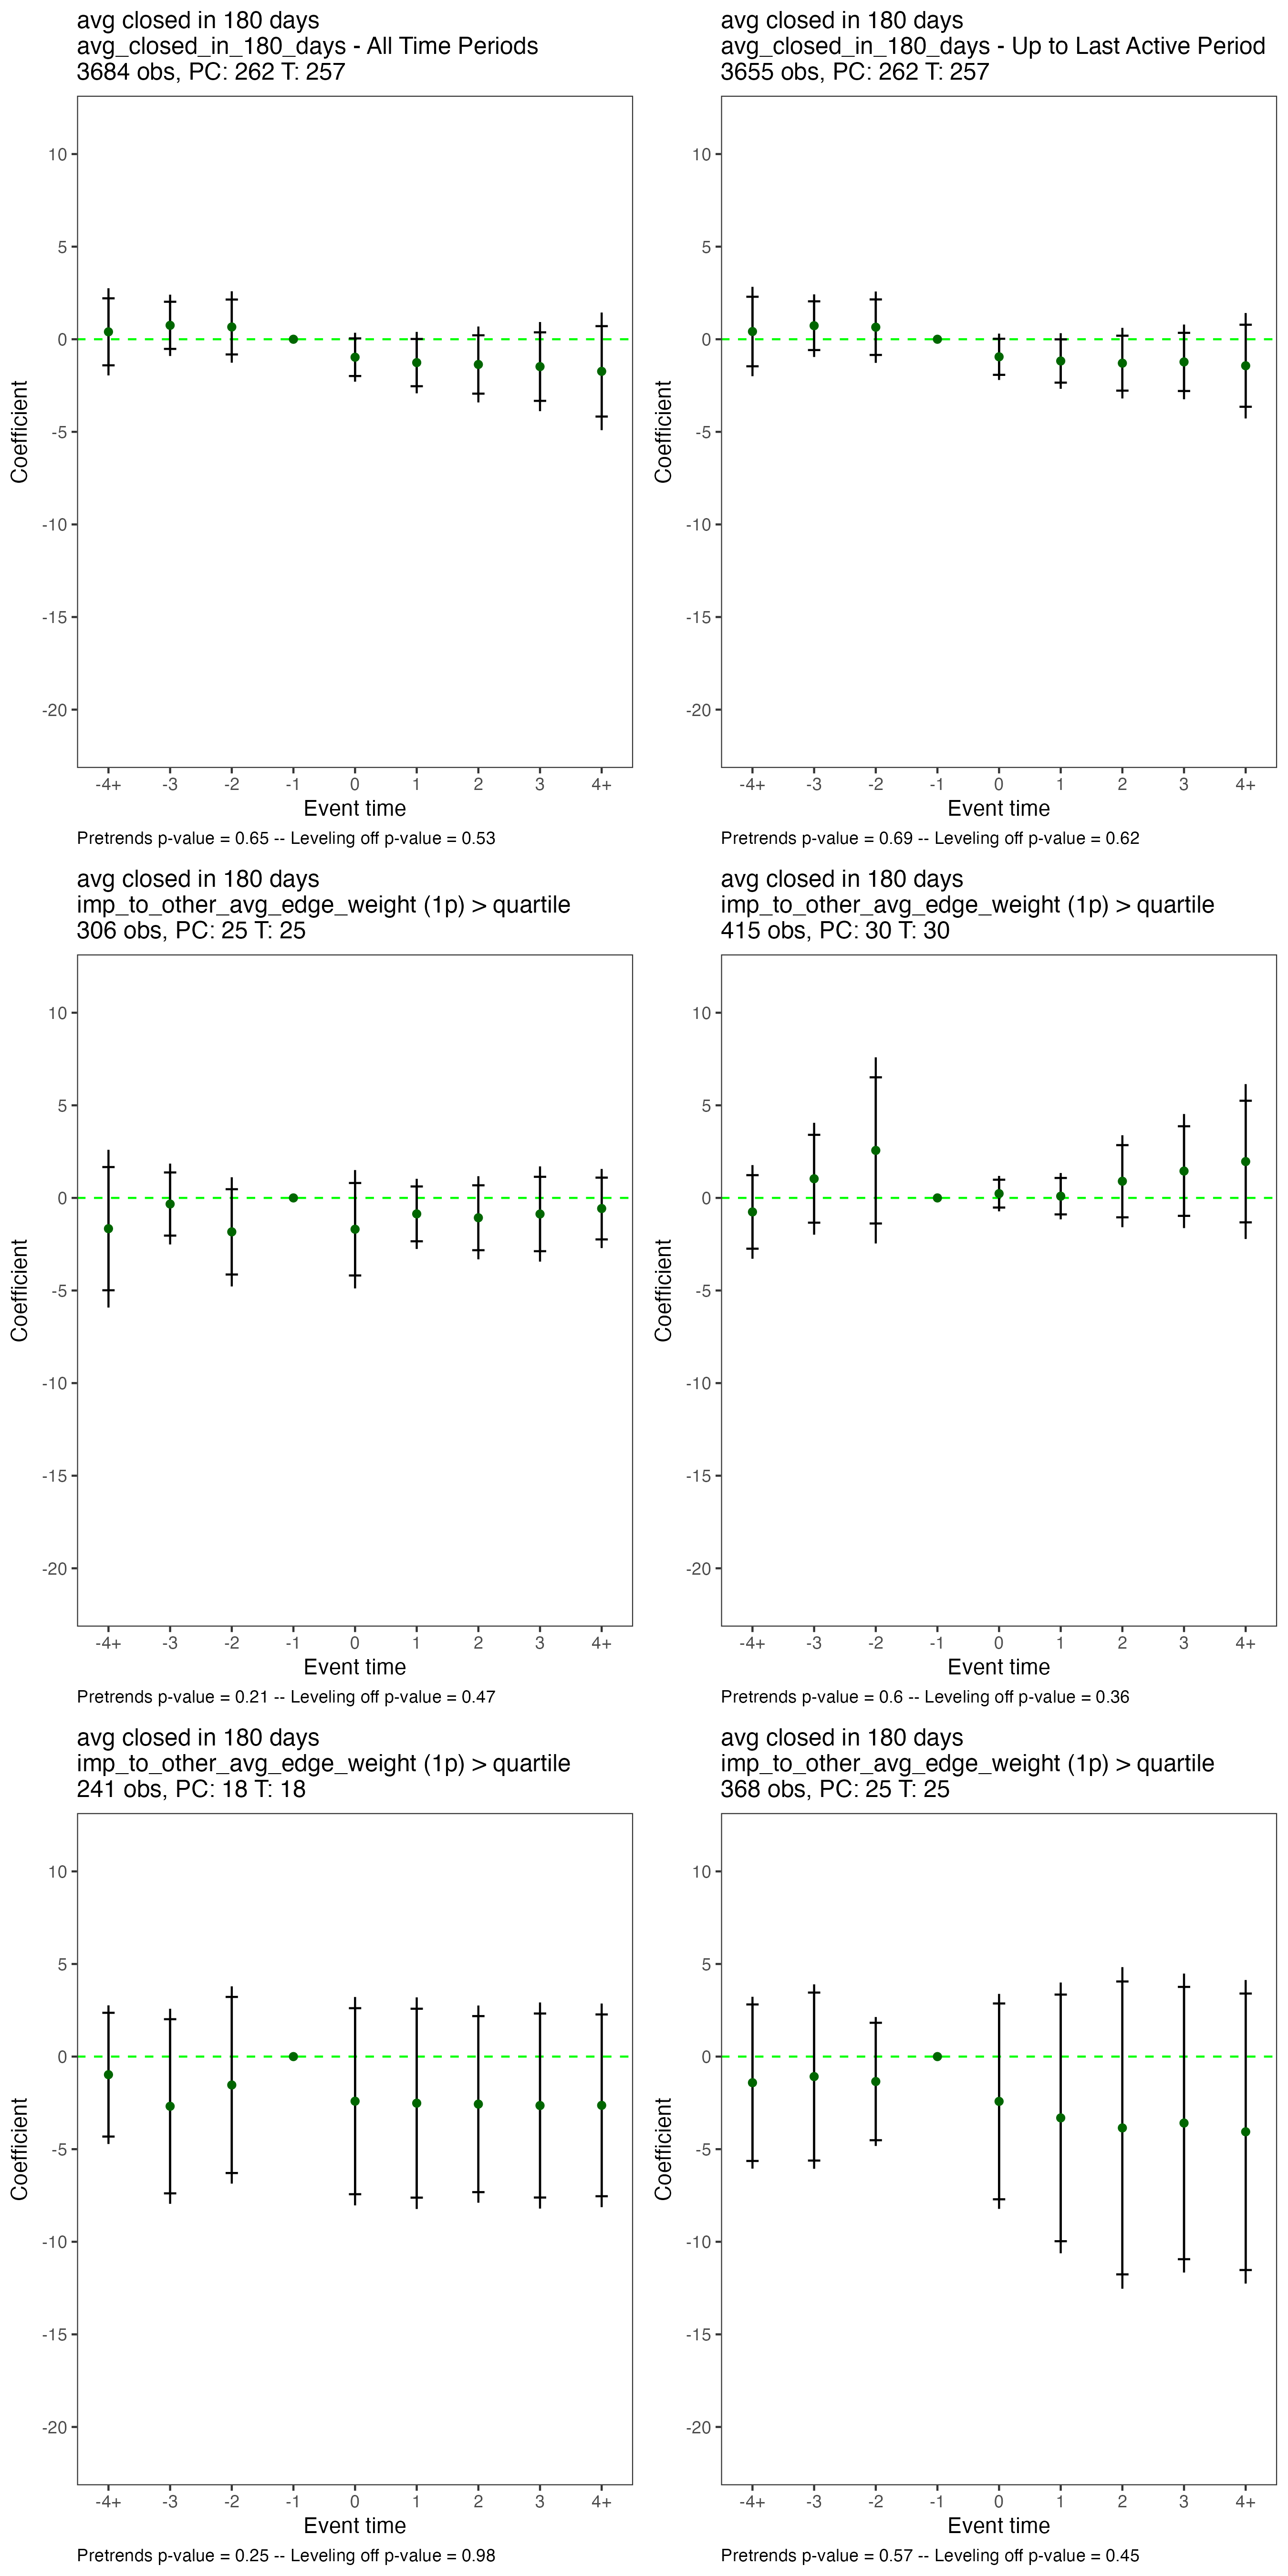 avg closed in 180 days
avg_closed_in_180_days - All Time Periods
3684 obs, PC: 262 T: 257
10
5
0
-5
-10
-15
-20
Coefficient
-4+ -3 -2 -1 0 1 2 3 4+
Event time
Pretrends p-value = 0.65 -- Leveling off p-value = 0.53
avg closed in 180 days
avg_closed_in_180_days - Up to Last Active Period
3655 obs, PC: 262 T: 257
10
5
0
-5
-10
-15
-20
Coefficient
-4+ -3 -2 -1 0 1 2 3 4+
Event time
Pretrends p-value = 0.69 -- Leveling off p-value = 0.62
avg closed in 180 days
imp_to_other_avg_edge_weight (1p) > quartile
306 obs, PC: 25 T: 25
10
5
0
-5
-10
-15
-20
Coefficient
-4+ -3 -2 -1 0 1 2 3 4+
Event time
Pretrends p-value = 0.21 -- Leveling off p-value = 0.47
avg closed in 180 days
imp_to_other_avg_edge_weight (1p) > quartile
415 obs, PC: 30 T: 30
10
5
0
-5
-10
-15
-20
Coefficient
-4+ -3 -2 -1 0 1 2 3 4+
Event time
Pretrends p-value = 0.6 -- Leveling off p-value = 0.36
avg closed in 180 days
imp_to_other_avg_edge_weight (1p) > quartile
241 obs, PC: 18 T: 18
10
5
0
-5
-10
-15
-20
Coefficient
-4+ -3 -2 -1 0 1 2 3 4+
Event time
Pretrends p-value = 0.25 -- Leveling off p-value = 0.98
avg closed in 180 days
imp_to_other_avg_edge_weight (1p) > quartile
368 obs, PC: 25 T: 25
10
5
0
-5
-10
-15
-20
Coefficient
-4+ -3 -2 -1 0 1 2 3 4+
Event time
Pretrends p-value = 0.57 -- Leveling off p-value = 0.45